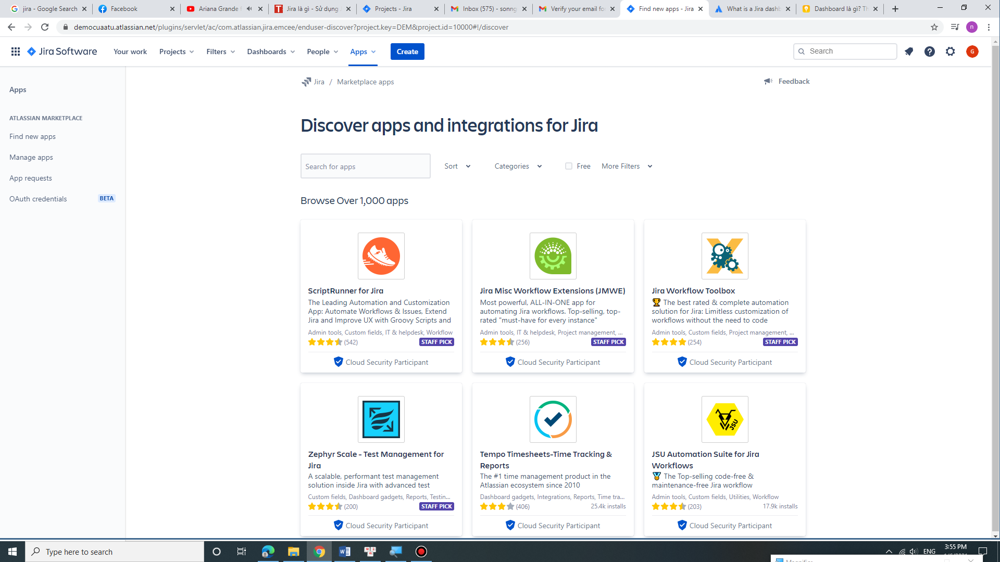 jira - Google Search
Facebook
Ariana Grande
Jira là gì - Sử dụng
Projects - Jira
Inbox (575) - sonng
Verify your email fo
Find new apps - Jira
What is a Jira dashb
Dashboard là gì? Th
democuaatu.atlassian.net/plugins/servlet/ac/com.atlassian.jira.emcee/enduser-discover?project.key=DEM&project.id=10000#!/discover
n
Jira Software
Your work
Projects
Filters
Dashboards
People
Apps
Create
Search
G
Apps
ATLASSIAN MARKETPLACE
Find new apps
Manage apps
App requests
OAuth credentials
BETA
Jira / Marketplace apps
Feedback
Discover apps and integrations for Jira
Search for apps
Sort
Categories
Free
More Filters
Browse Over 1,000 apps
ScriptRunner for Jira
The Leading Automation and Customization
App: Automate Workflows & Issues, Extend
Jira and Improve UX with Groovy Scripts and
Admin tools, Custom fields, IT & helpdesk, Workflow
(542)
STAFF PICK
Cloud Security Participant
Jira Misc Workflow Extensions (JMWE)
Most powerful, ALL-IN-ONE app for
automating Jira workflows. Top-selling, top-
rated "must-have for every instance"
Admin tools, IT & helpdesk, Project management, ...
(256)
STAFF PICK
Cloud Security Participant
Jira Workflow Toolbox
🏆 The best rated & complete automation
solution for Jira: Limitless customization of
workflows without the need to code
Admin tools, Custom fields, Project management, ...
(254)
STAFF PICK
Cloud Security Participant
Zephyr Scale - Test Management for
Jira
A scalable, performant test management
solution inside Jira with advanced test
Custom fields, Dashboard gadgets, Reports, Testin...
(200)
STAFF PICK
Cloud Security Participant
Tempo Timesheets-Time Tracking &
Reports
The #1 time management product in the
Atlassian ecosystem since 2010
Dashboard gadgets, Integrations, Reports, Time tra...
(406)
25.4k installs
Cloud Security Participant
JSU
JSU Automation Suite for Jira
Workflows
🏅 The Top-selling code-free &
maintenance-free Jira workflow
Admin tools, Custom fields, Utilities, Workflow
(203)
17.9k installs
Cloud Security Participant
Type here to search
ENG
3:55 PM